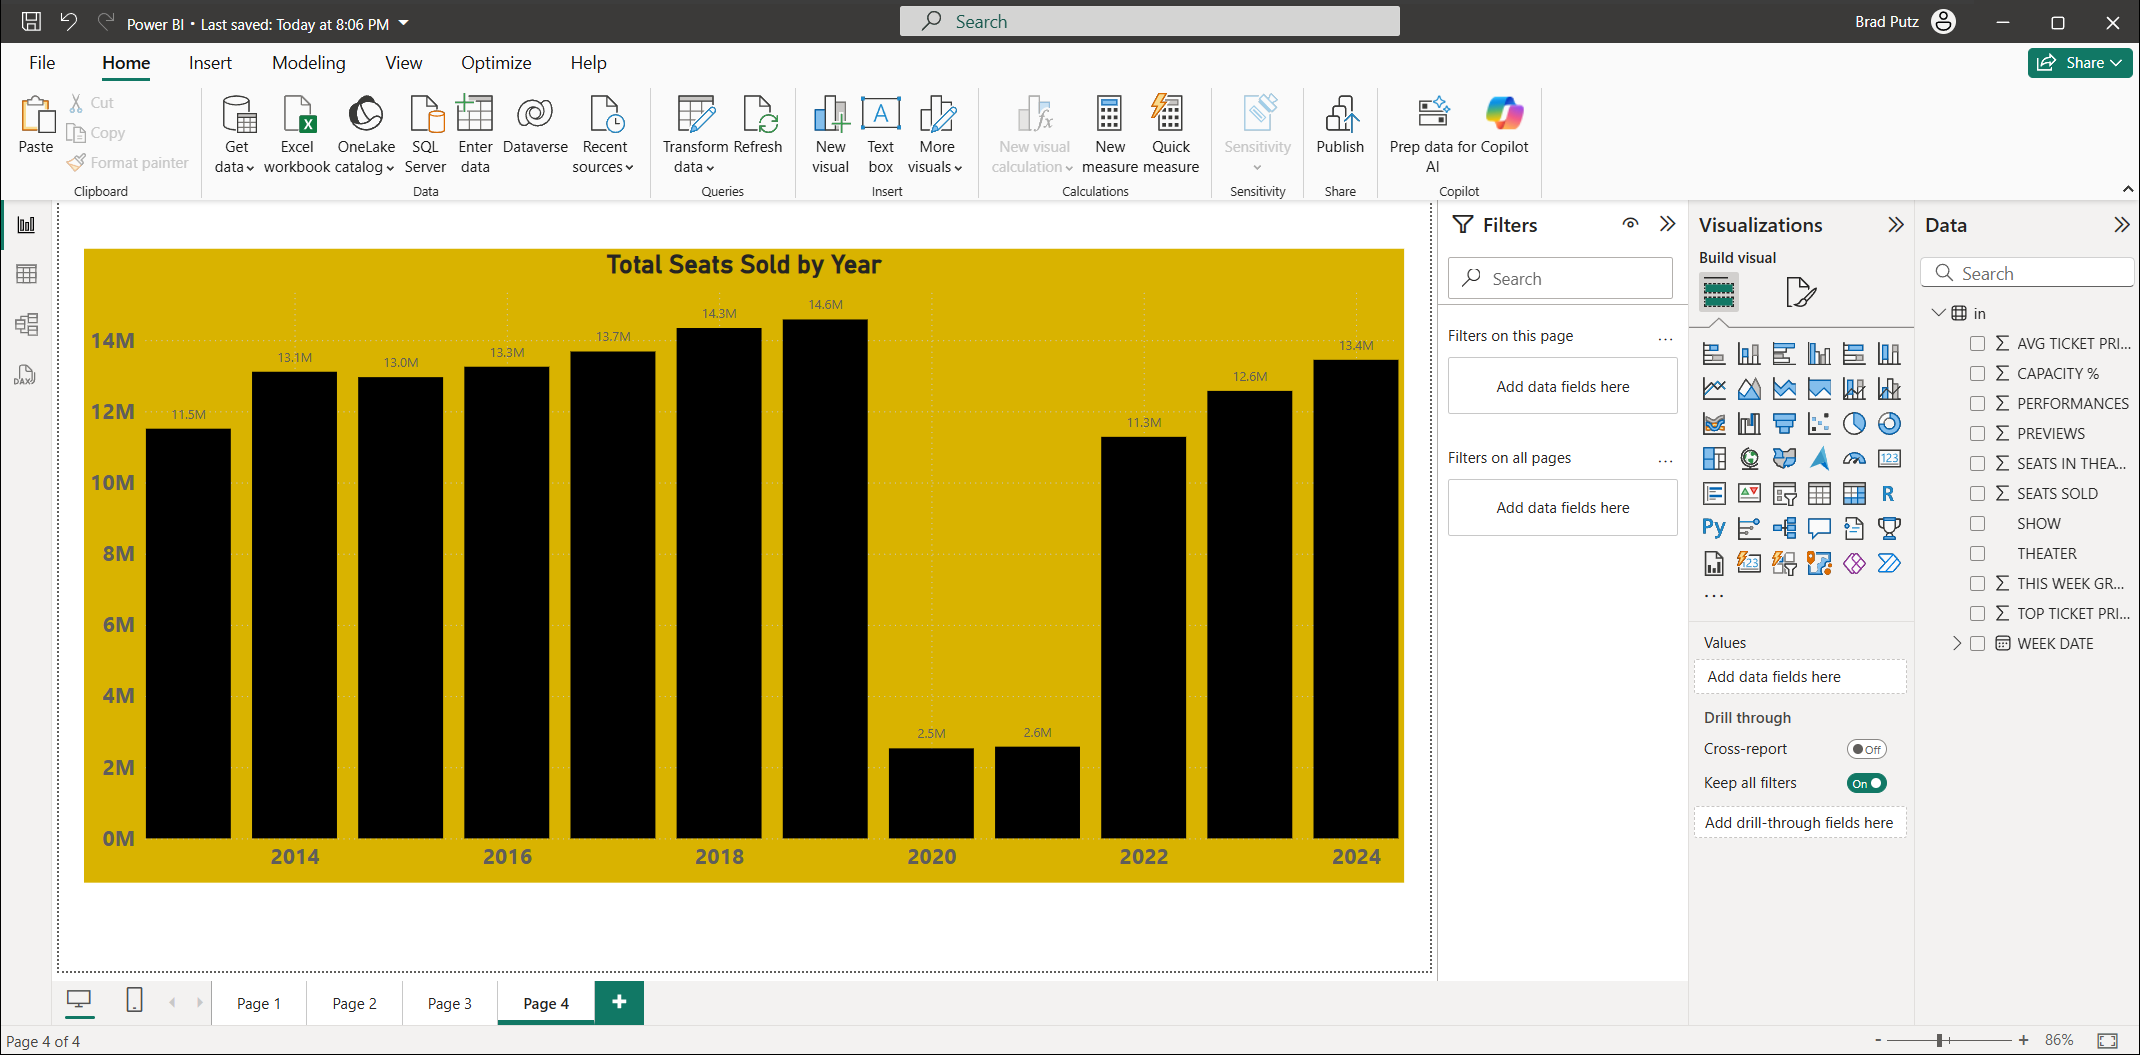 Power BI • Last saved: Today at 8:06 PM
Search
Brad Putz
File Home Insert Modeling View Optimize Help
Share
Paste
Cut
Copy
Format painter
Clipboard
Get data
Excel workbook
OneLake catalog
SQL Server
Enter data
Dataverse
Recent sources
Data
Transform data
Refresh
Queries
New visual
Text box
More visuals
Insert
New visual calculation
New measure
Quick measure
Calculations
Sensitivity
Sensitivity
Publish
Share
Prep data for AI
Copilot
Copilot
DAX
Total Seats Sold by Year
14M
12M
10M
8M
6M
4M
2M
0M
11.5M
13.1M
13.0M
13.3M
13.7M
14.3M
14.6M
2.5M
2.6M
11.3M
12.6M
13.4M
2014 2016 2018 2020 2022 2024
Filters
Search
Filters on this page ...
Add data fields here
Filters on all pages ...
Add data fields here
Visualizations
Build visual
123
R
Py
123
...
Values
Add data fields here
Drill through
Cross-report Off
Keep all filters On
Add drill-through fields here
Data
Search
in
AVG TICKET PRI...
CAPACITY %
PERFORMANCES
PREVIEWS
SEATS IN THEA...
SEATS SOLD
SHOW
THEATER
THIS WEEK GR...
TOP TICKET PRI...
WEEK DATE
Page 1 Page 2 Page 3 Page 4 +
Page 4 of 4
- + 86%